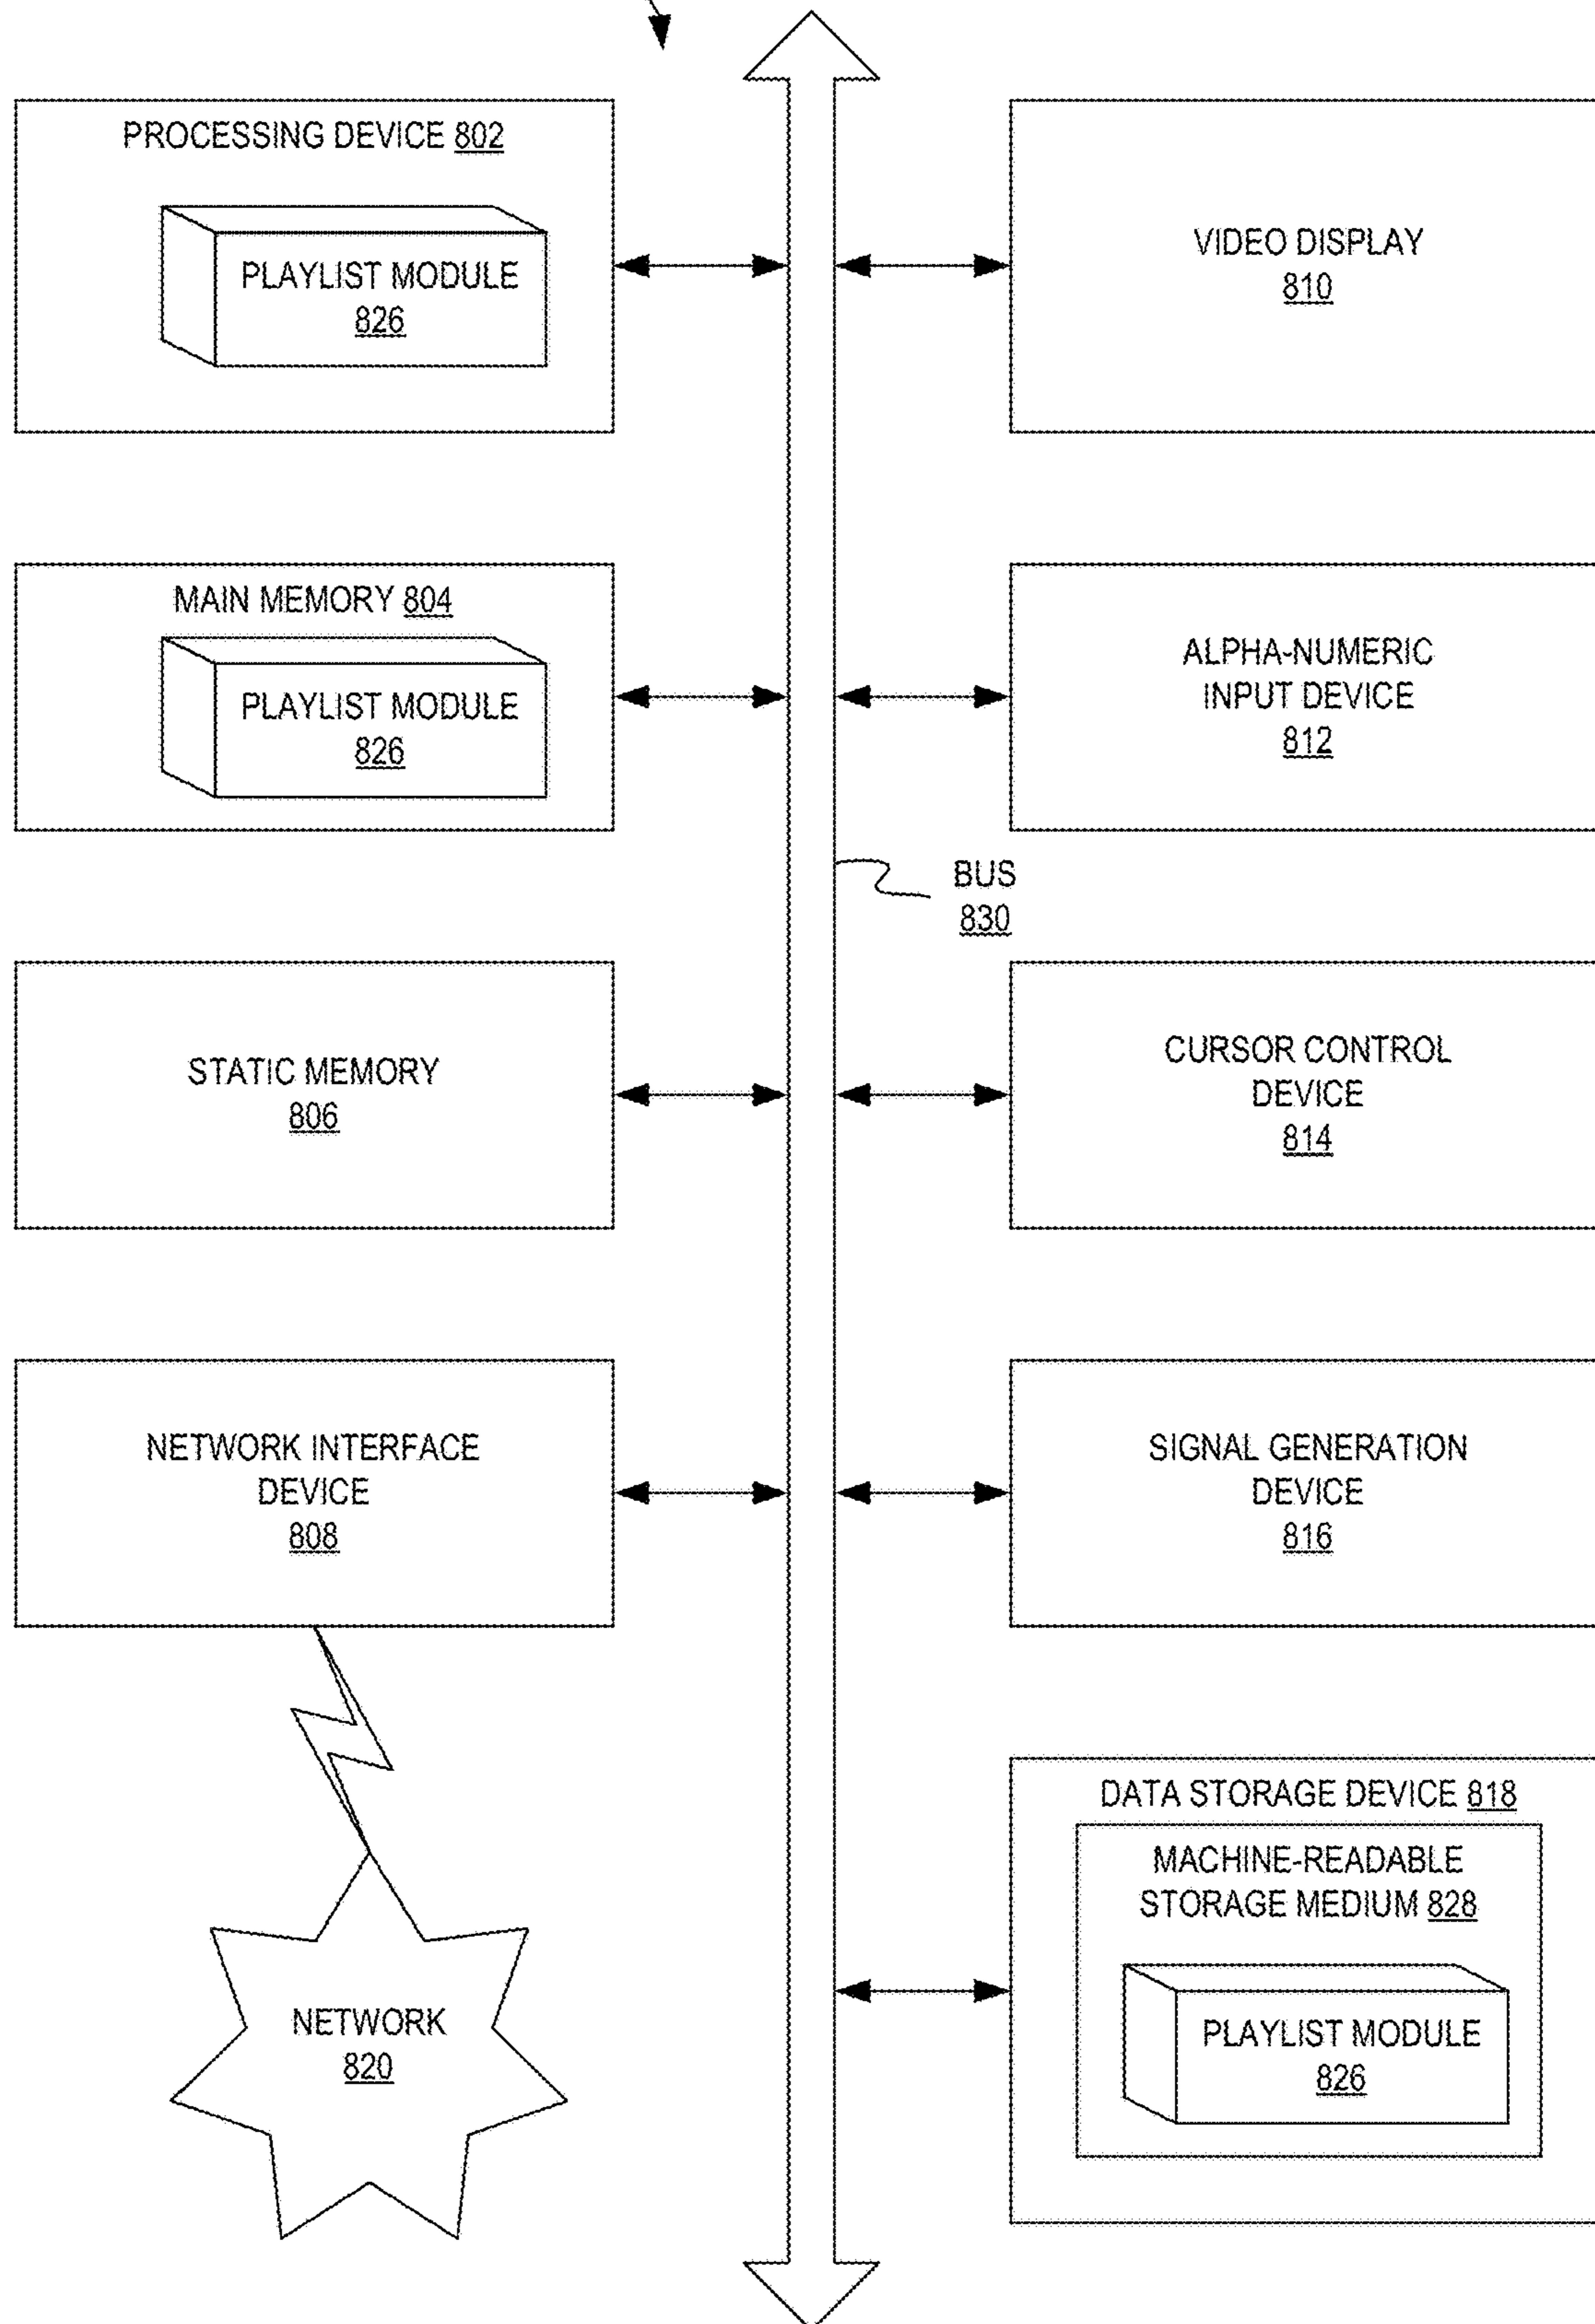 PROCESSING DEVICE 802
PLAYLIST MODULE
826
VIDEO DISPLAY
810
MAIN MEMORY 804
PLAYLIST MODULE
826
ALPHA-NUMERIC
INPUT DEVICE
812
BUS
830
STATIC MEMORY
806
CURSOR CONTROL
DEVICE
814
NETWORK INTERFACE
DEVICE
808
SIGNAL GENERATION
DEVICE
816
DATA STORAGE DEVICE 818
MACHINE-READABLE
STORAGE MEDIUM 828
PLAYLIST MODULE
826
NETWORK
820